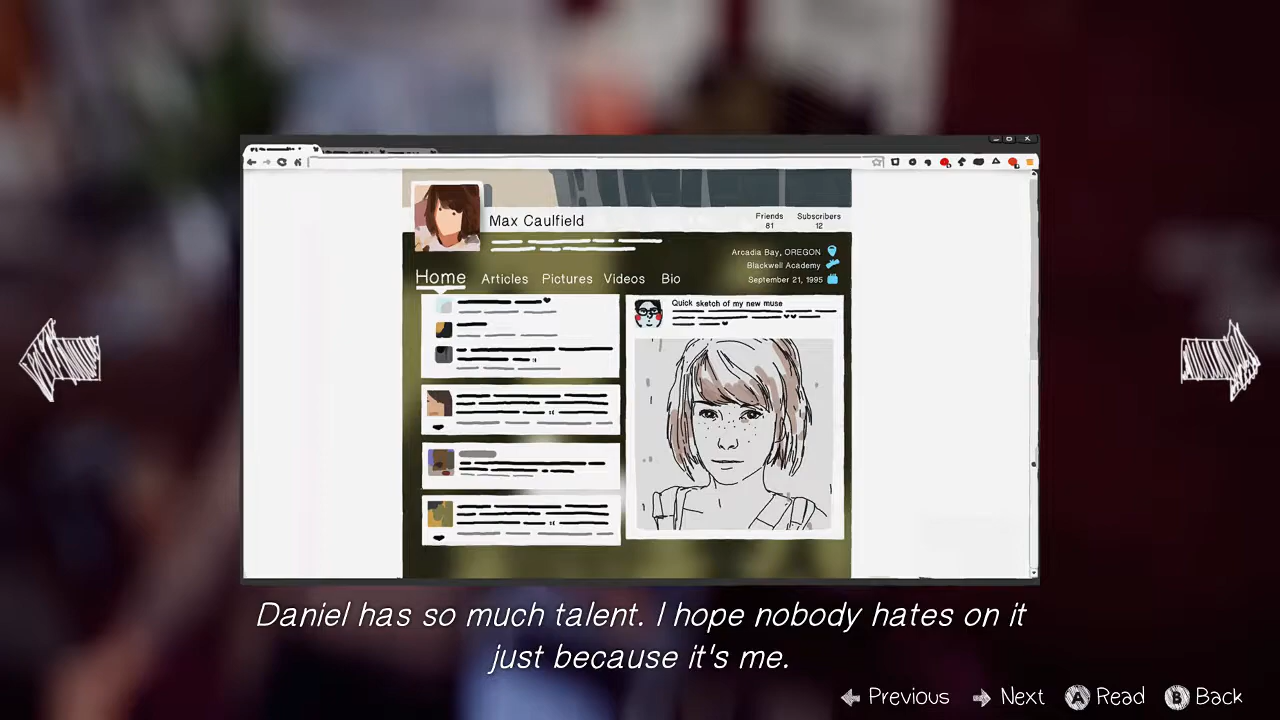 Max Caulfield
Friends
81
Subscribers
12
Arcadia Bay, OREGON
Blackwell Academy
September 21, 1995
Home Articles Pictures Videos Bio
Quick sketch of my new muse
Daniel has so much talent. I hope nobody hates on it
just because it's me.
Previous Next A Read B Back